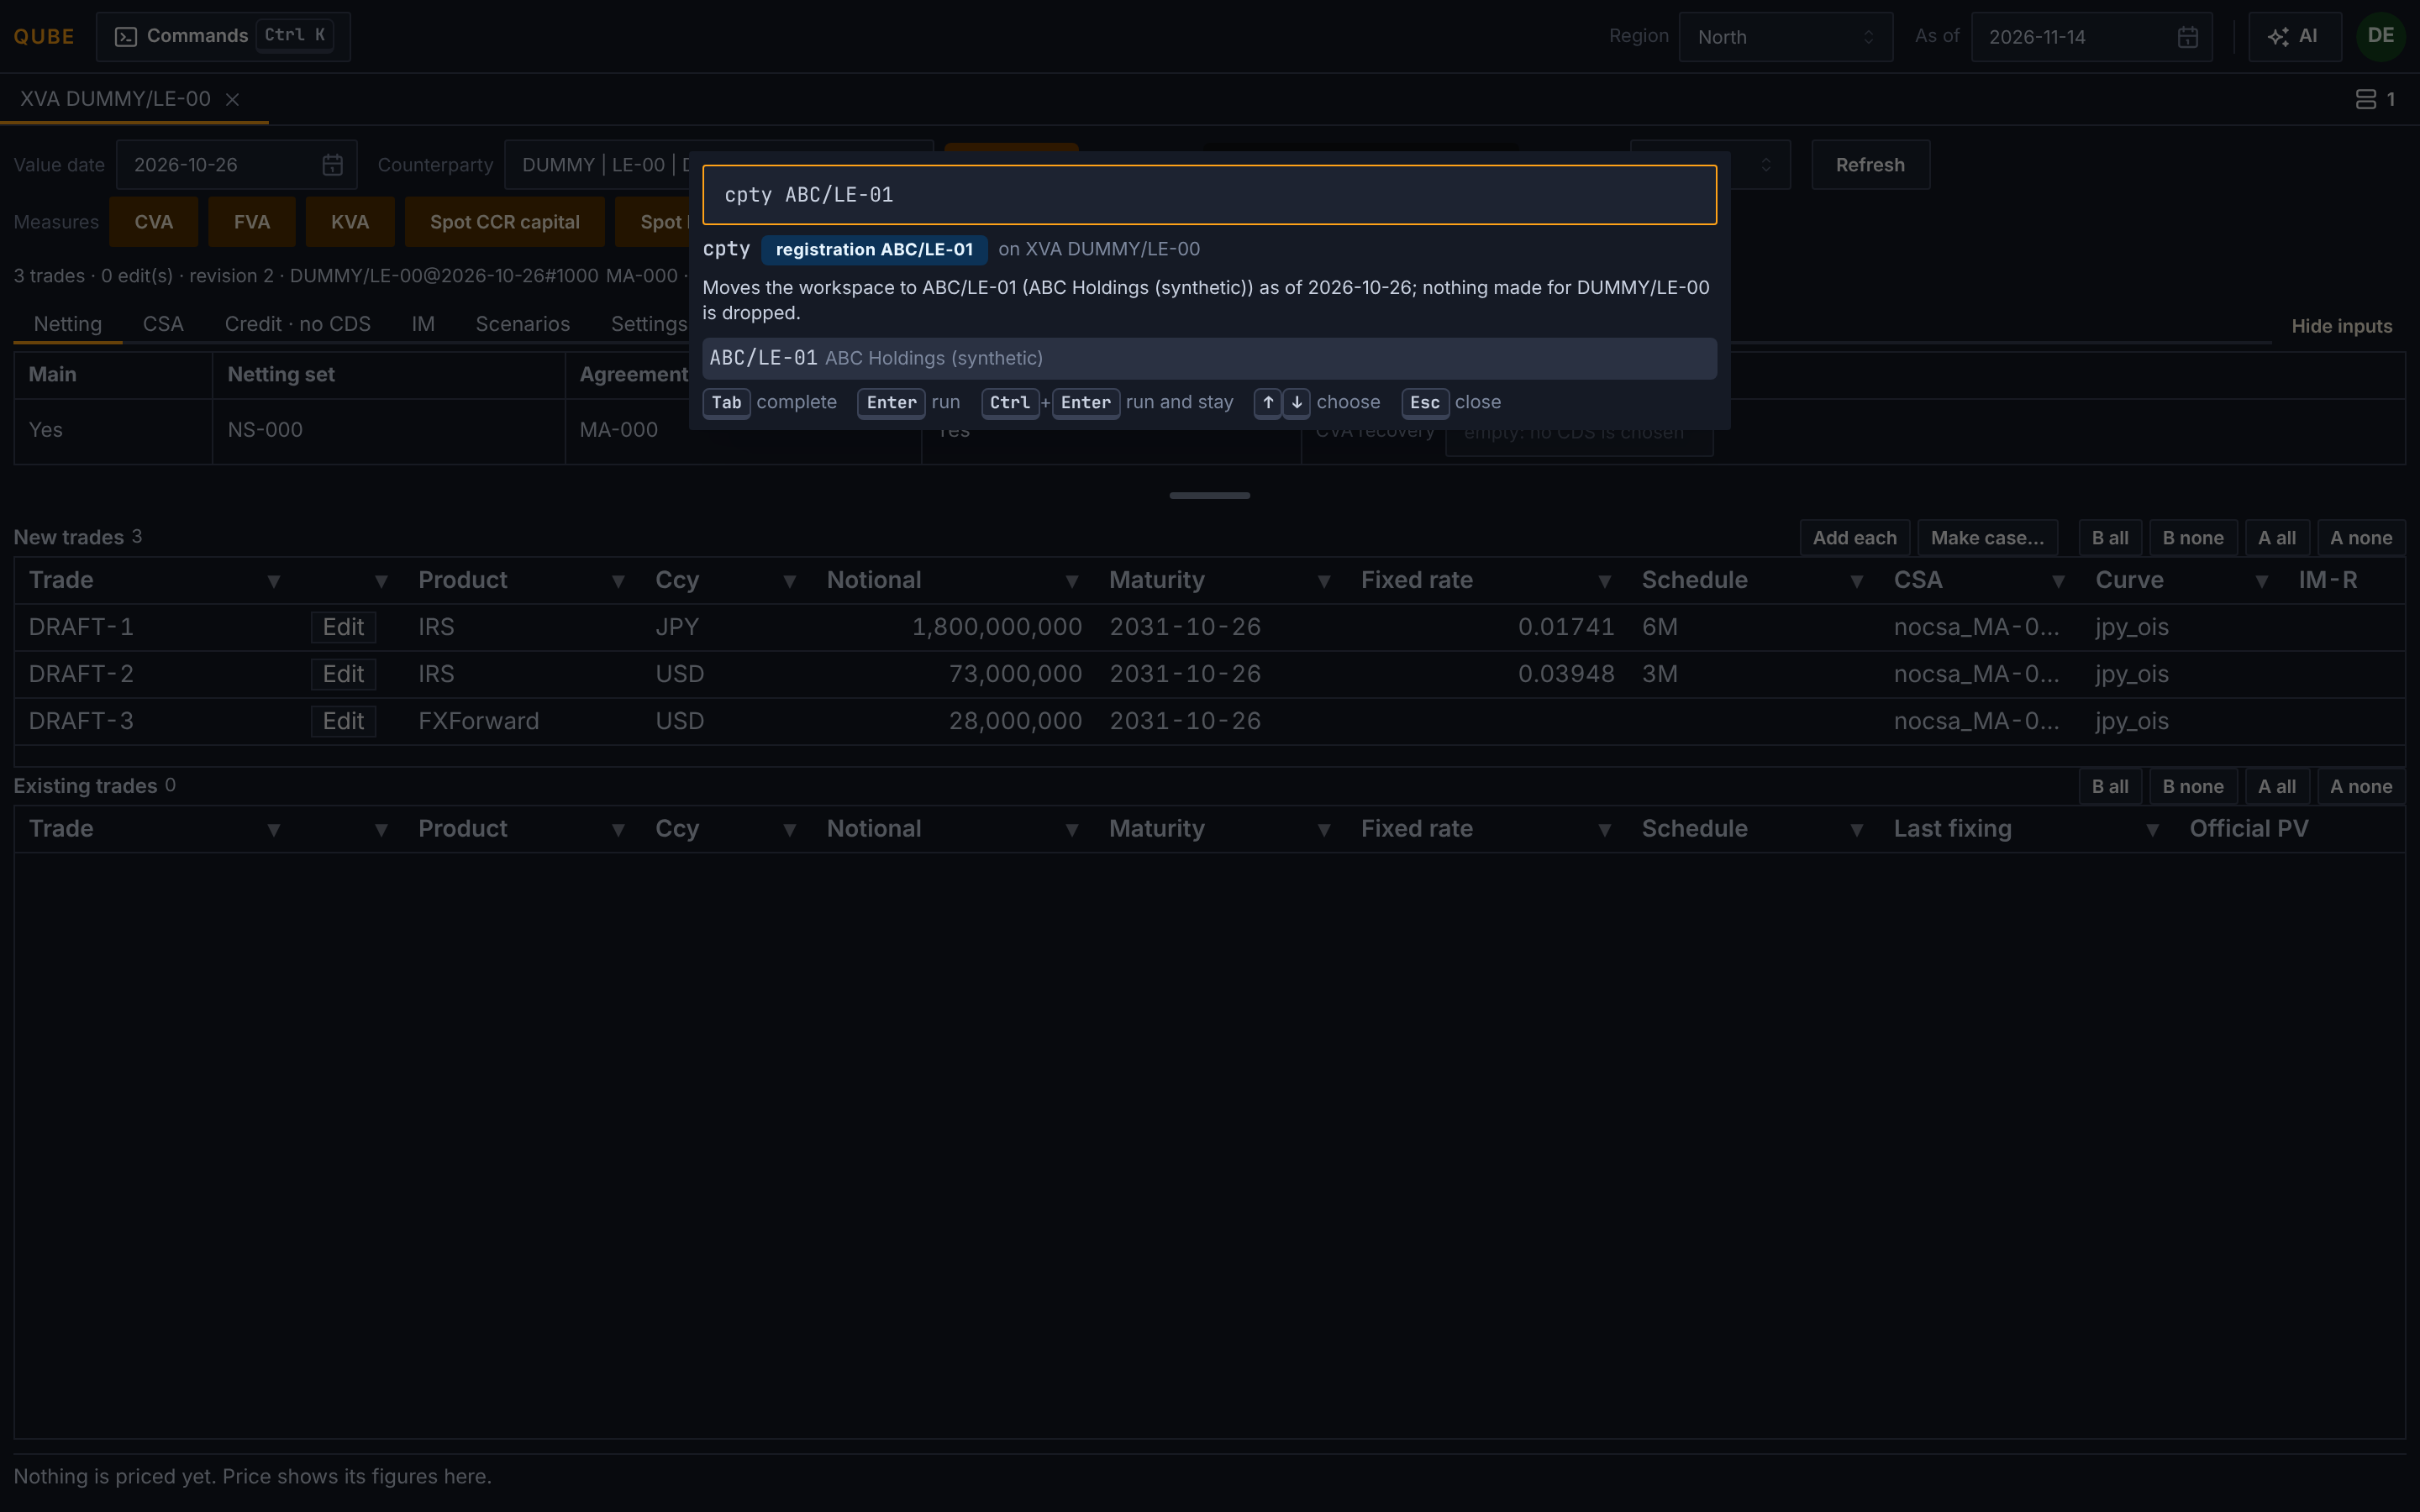 QUBE Commands Ctrl K Region North As of 2026-11-14 AI DE
XVA DUMMY/LE-00 1
Value date 2026-10-26 Counterparty DUMMY | LE-00 | Refresh
cpty ABC/LE-01
Measures CVA FVA KVA Spot CCR capital Spot
cpty registration ABC/LE-01 on XVA DUMMY/LE-00
3 trades · 0 edit(s) · revision 2 · DUMMY/LE-00@2026-10-26#1000 MA-000 ·
Moves the workspace to ABC/LE-01 (ABC Holdings (synthetic)) as of 2026-10-26; nothing made for DUMMY/LE-00
is dropped.
Netting CSA Credit · no CDS IM Scenarios Settings Hide inputs
ABC/LE-01 ABC Holdings (synthetic)
Main Netting set Agreement
Tab complete Enter run Ctrl+Enter run and stay ↑ ↓ choose Esc close
Yes NS-000 MA-000 Yes CVA recovery empty: no CDS is chosen
New trades 3 Add each Make case... B all B none A all A none
Trade Product Ccy Notional Maturity Fixed rate Schedule CSA Curve IM-R
DRAFT-1 Edit IRS JPY 1,800,000,000 2031-10-26 0.01741 6M nocsa_MA-0... jpy_ois
DRAFT-2 Edit IRS USD 73,000,000 2031-10-26 0.03948 3M nocsa_MA-0... jpy_ois
DRAFT-3 Edit FXForward USD 28,000,000 2031-10-26 nocsa_MA-0... jpy_ois
Existing trades 0 B all B none A all A none
Trade Product Ccy Notional Maturity Fixed rate Schedule Last fixing Official PV
Nothing is priced yet. Price shows its figures here.